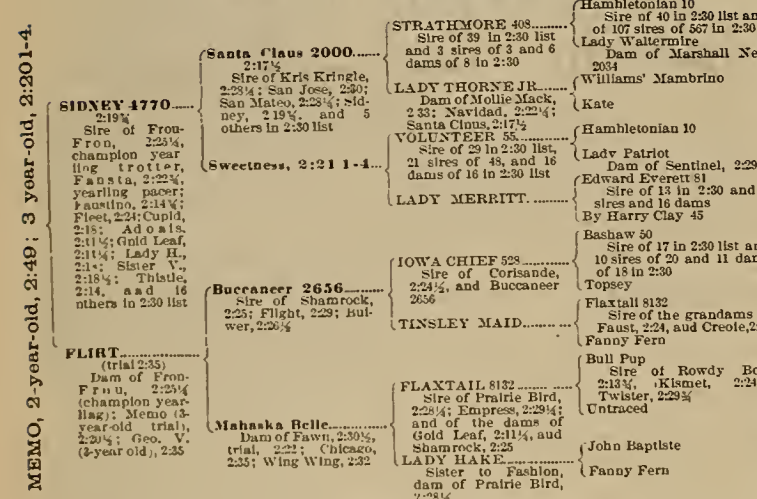 MEMO, 2-year-old, 2:49; 3 year-old, 2:201-4.
SIDNEY 4770
2:19¾
Sire of Frou-
Frou, 2:25¼,
champion year
ling trotter,
Fausta, 2:22¾,
yearling pacer;
Faustino, 2:14¾;
Fleet, 2:24; Cupid,
2:18; Adonis,
2:11½; Gold Leaf,
2:11¼; Lady H.,
Sister V.,
2:18½; Thistle,
2:14, and 16
others in 2:30 list
FLIRT
(trial 2:35)
Dam of Frou-
Frou, 2:25¼
(champion year-
ling); Memo (3-
year-old trial),
2:20¼; Geo. V.
(3-year old), 2:35
Santa Claus 2000
2:17½
Sire of Kris Kringle,
2:28¼; San Jose, 2:30;
San Mateo, 2:28¼; Sid-
ney, 2 19¾, and 5
others in 2:30 list
Sweetness, 2:21 1-4
Buccaneer 2656
Sire of Shamrock,
2:25; Flight, 2:29; Bul-
wer, 2:26½
Mahaska Belle
Dam of Fawn, 2:30½,
trial, 2:22; Chicago,
2:35; Wing Wing, 2:32
STRATHMORE 408
Sire of 39 in 2:30 list
and 3 sires of 3 and 6
dams of 8 in 2:30
LADY THORNE JR
Dam of Mollie Mack,
2 33; Navidad, 2:22¼;
Santa Claus, 2:17½
VOLUNTEER 55
Sire of 29 in 2:30 list,
21 sires of 48, and 16
dams of 16 in 2:30 list
LADY MERRITT
IOWA CHIEF 528
Sire of Corisande,
2:24½, and Buccaneer
2656
TINSLEY MAID
FLAXTAIL 8132
Sire of Prairie Bird,
2:28¼; Empress, 2:29¼;
and of the dams of
Gold Leaf, 2:11¼, and
Shamrock, 2:25
LADY HAKE
Sister to Fashion,
dam of Prairie Bird,
2:28¼
Hambletonian 10
Sire of 40 in 2:30 list an
of 107 sires of 567 in 2:30
Lady Waltermire
Dam of Marshall Ne
2034
Williams' Mambrino
Kate
Hambletonian 10
Lady Patriot
Dam of Sentinel, 2:29
Edward Everett 81
Sire of 13 in 2:30 and
sires and 16 dams
By Harry Clay 45
Bashaw 50
Sire of 17 in 2:30 list an
10 sires of 20 and 11 dam
of 18 in 2:30
Topsey
Flaxtail 8132
Sire of the grandams
Faust, 2:24, and Creole, 2:
Fanny Fern
Bull Pup
Sire of Rowdy Bo
2:13¾, Kismet, 2:24
Twister, 2:29¾
Untraced
John Baptiste
Fanny Fern